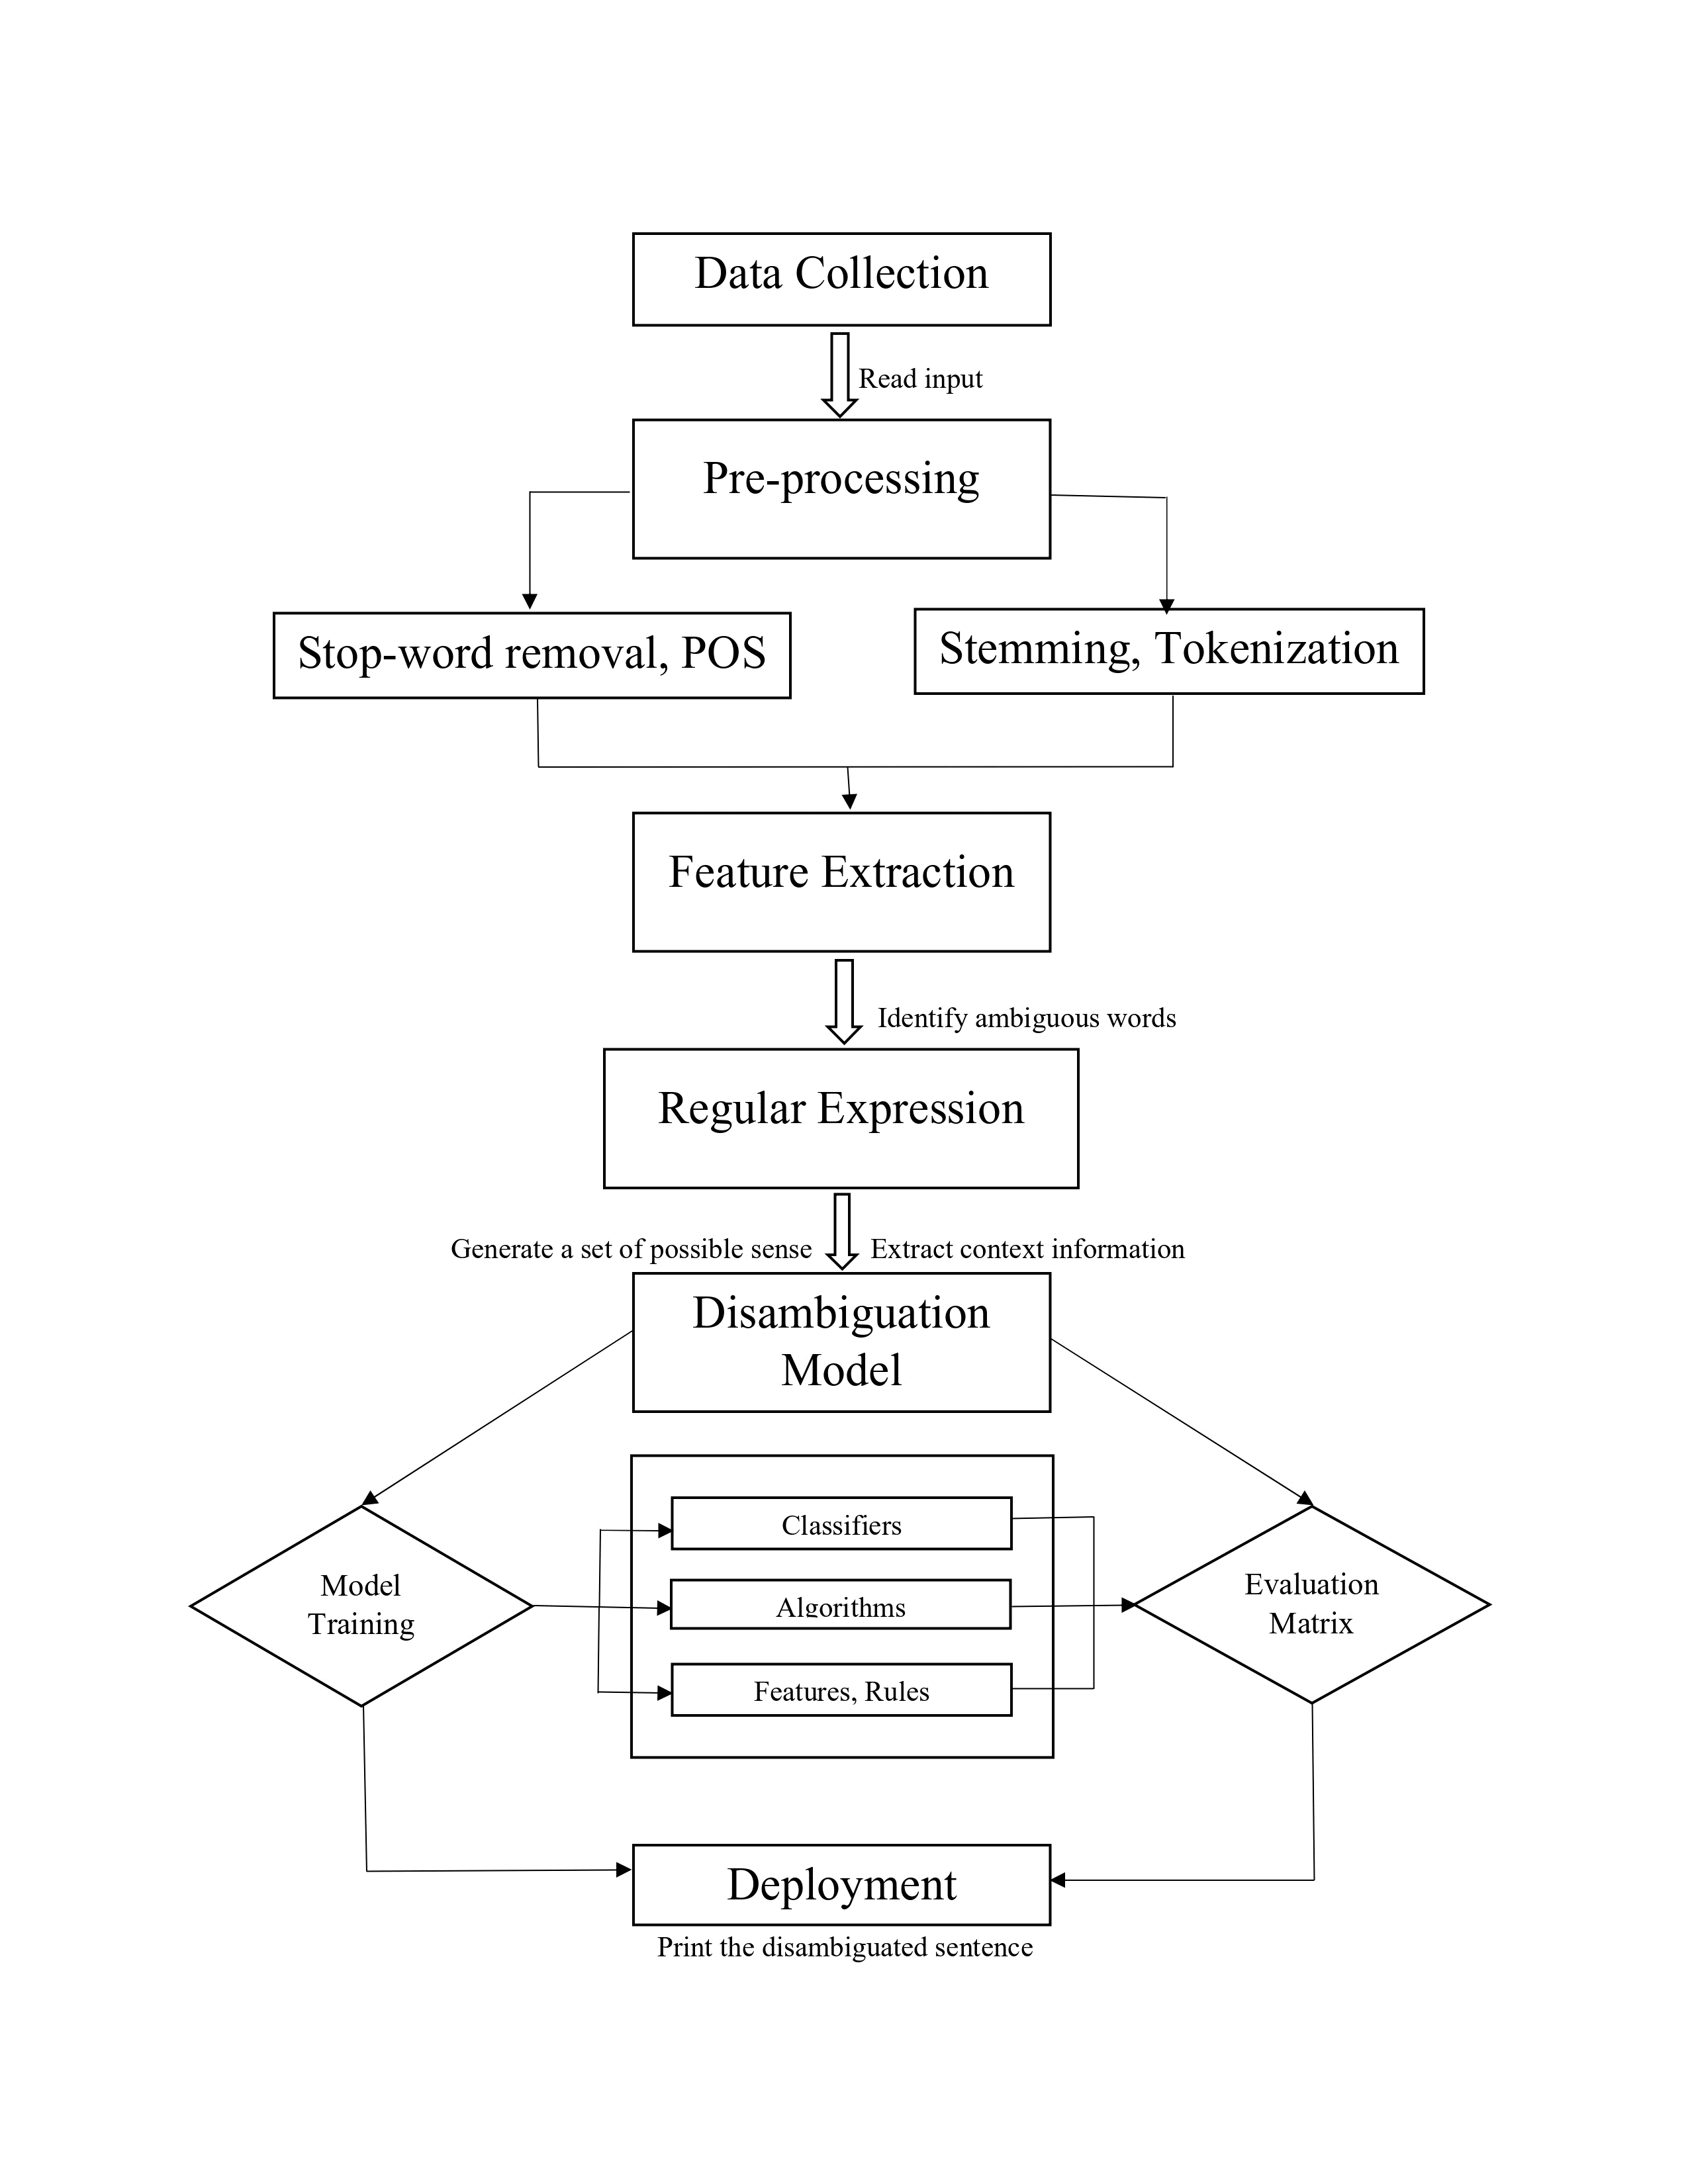 Data Collection
Read input
Pre-processing
Stop-word removal, POS
Stemming, Tokenization
Feature Extraction
Identify ambiguous words
Regular Expression
Generate a set of possible sense
Extract context information
Disambiguation
Model
Classifiers
Model
Training
Algorithms
Evaluation
Matrix
Features, Rules
Deployment
Print the disambiguated sentence